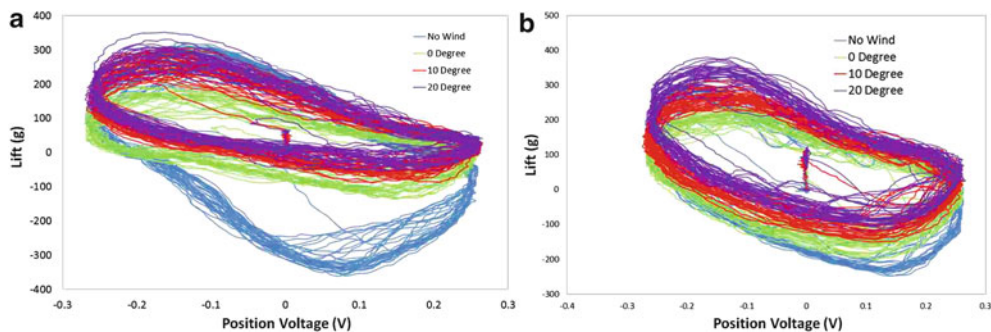 a
400
300
200
100
0
-100
-200
-300
-400
Lift (g)
-0.3
-0.2
-0.1
0
0.1
0.2
0.3
Position Voltage (V)
No Wind
0 Degree
10 Degree
20 Degree
b
500
400
300
200
100
0
-100
-200
-300
Lift (g)
-0.4
-0.3
-0.2
-0.1
0
0.1
0.2
0.3
Position Voltage (V)
No Wind
0 Degree
10 Degree
20 Degree